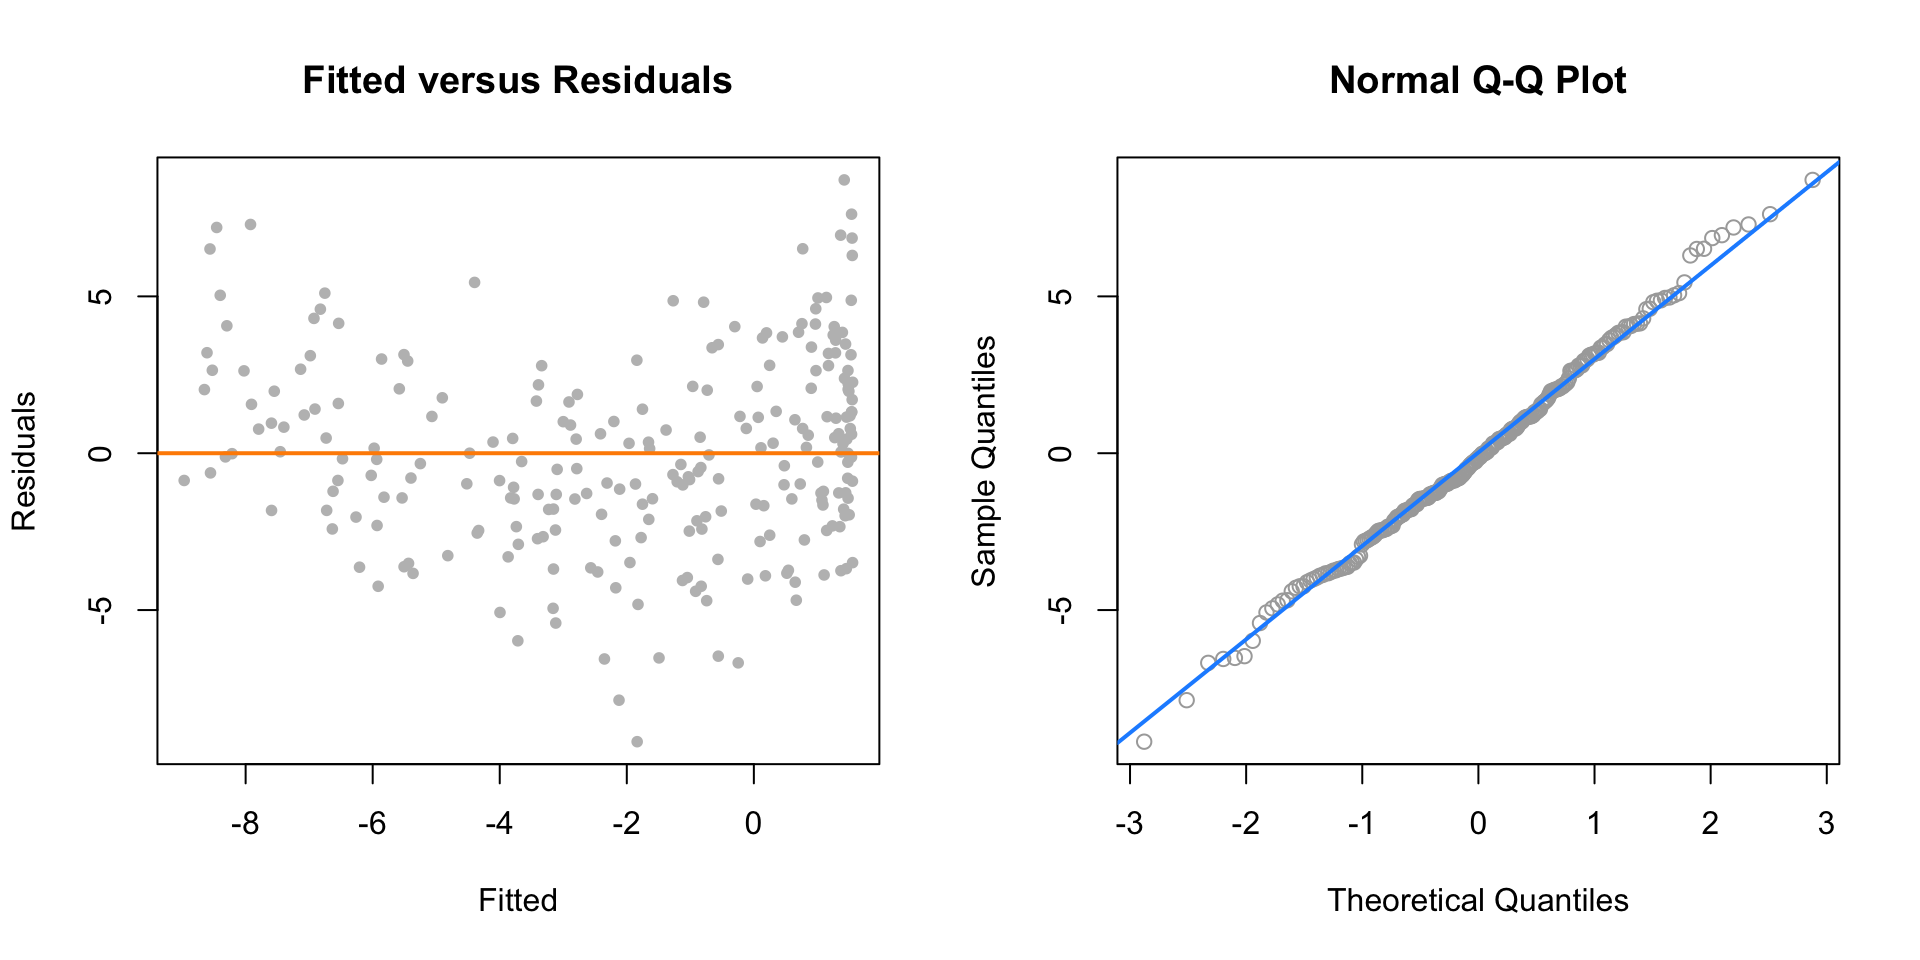 Fitted versus Residuals
Residuals
5
0
-5
-8 -6 -4 -2 0
Fitted
Normal Q-Q Plot
Sample Quantiles
5
0
-5
-3 -2 -1 0 1 2 3
Theoretical Quantiles